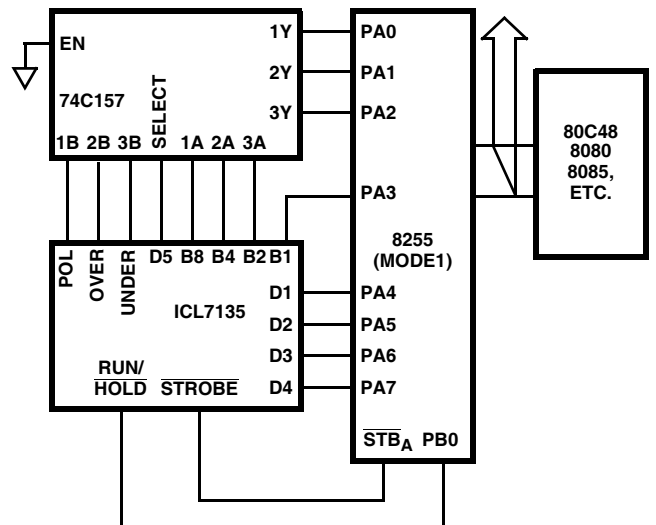 EN
74C157
1Y
2Y
3Y
1B 2B 3B SELECT 1A 2A 3A
PA0
PA1
PA2
PA3
8255
(MODE1)
PA4
PA5
PA6
PA7
STBA PB0
80C48
8080
8085,
ETC.
POL OVER UNDER D5 B8 B4 B2 B1
ICL7135
D1
D2
D3
D4
RUN/
HOLD STROBE